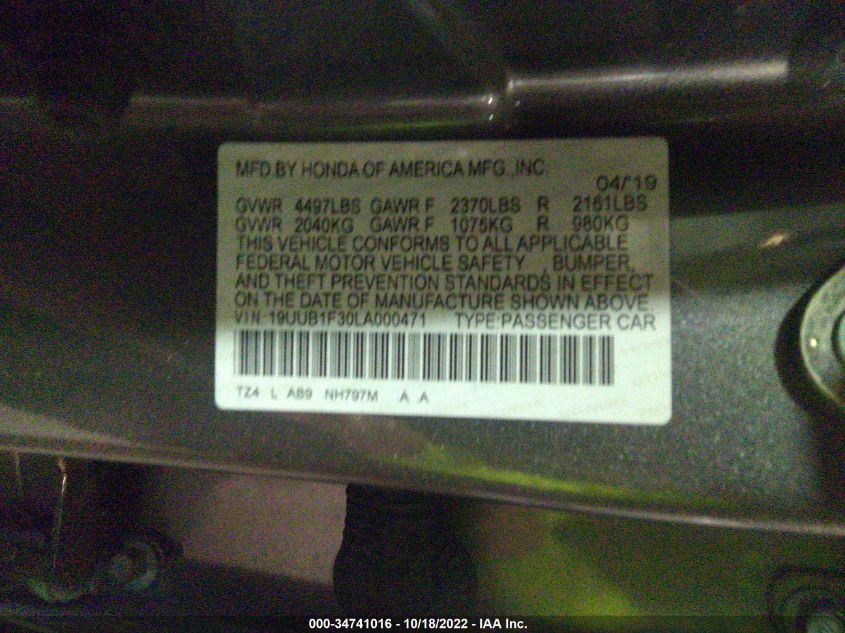 MFD.BY HONDA OF AMERICA MFG.,INC.
04/'19
GVWR 4497LBS GAWR F 2370LBS R 2161LBS
GVWR 2040KG GAWR F 1075KG R 980KG
THIS VEHICLE CONFORMS TO ALL APPLICABLE
FEDERAL MOTOR VEHICLE SAFETY , BUMPER,
AND THEFT PREVENTION STANDARDS IN EFFECT
ON THE DATE OF MANUFACTURE SHOWN ABOVE.
VIN:19UUB1F30LA000471 TYPE:PASSENGER CAR
TZ4 L AB9 NH797M A A
000-34741016 - 10/18/2022 - IAA Inc.